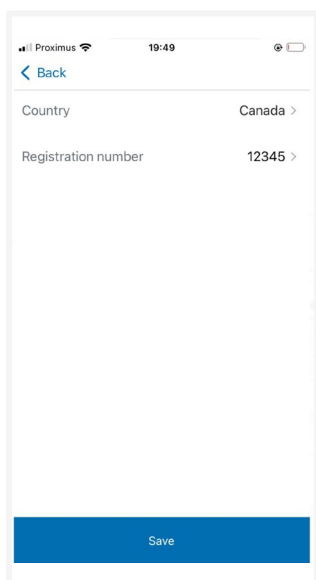 Proximus 19:49
Back
Country Canada >
Registration number 12345 >
Save